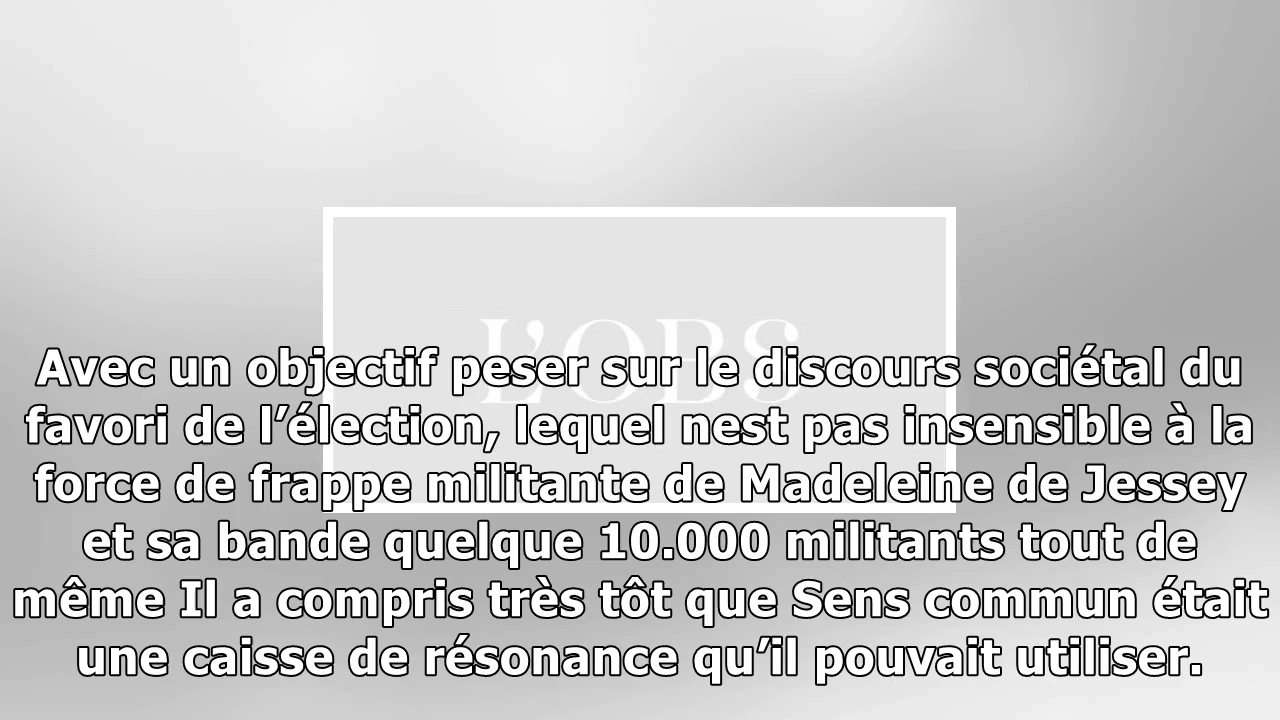 L'OBS
Avec un objectif peser sur le discours sociétal du
favori de l’élection, lequel nest pas insensible à la
force de frappe militante de Madeleine de Jessey
et sa bande quelque 10.000 militants tout de
même Il a compris très tôt que Sens commun était
une caisse de résonance qu’il pouvait utiliser.